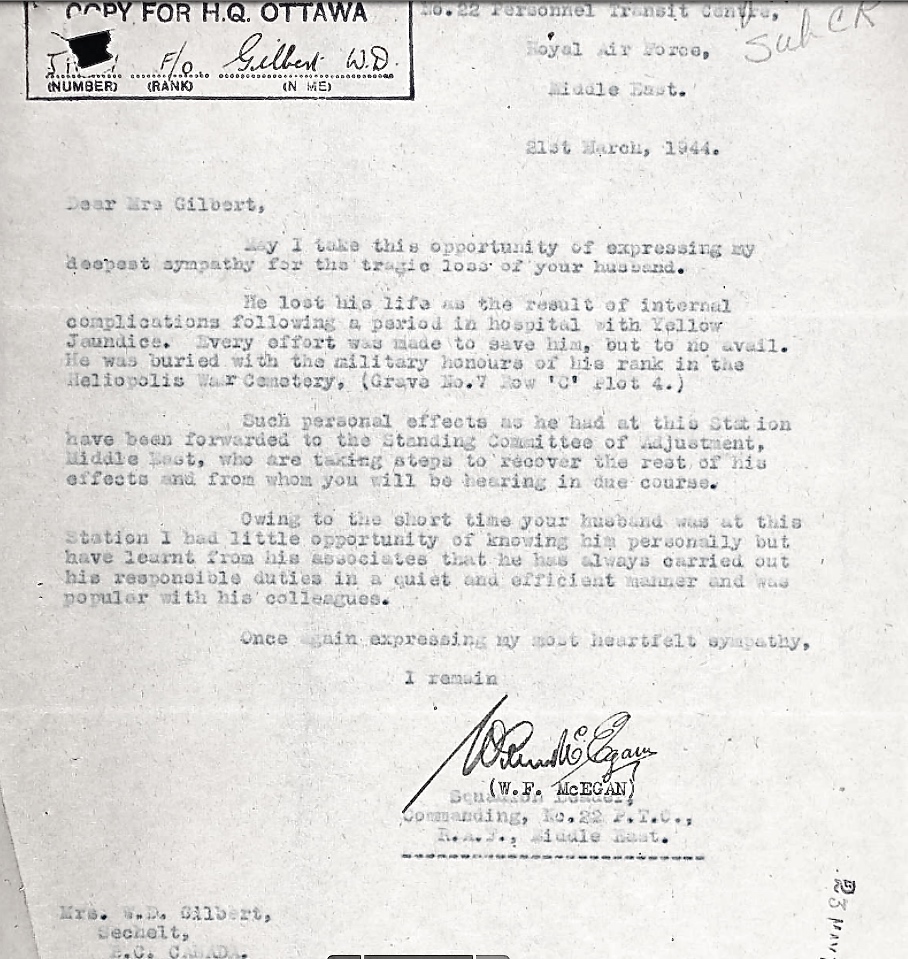 COPY FOR H.Q. OTTAWA
F/o Gilbert W.D.
(NUMBER) (RANK) (N ME)
No.22 Personnel Transit Centre,
Royal Air Force,
Middle East.
21st March, 1944.
Dear Mrs Gilbert,
May I take this opportunity of expressing my
deepest sympathy for the tragic loss of your husband.
He lost his life as the result of internal
complications following a period in hospital with Yellow
Jaundice. Every effort was made to save him, but to no avail.
He was buried with the military honours of his rank in the
Heliopolis War Cemetery, (Grave No.7 Row 'C' Plot 4.)
Such personal effects as he had at this Station
have been forwarded to the Standing Committee of Adjustment,
Middle East, who are taking steps to recover the rest of his
effects and from whom you will be hearing in due course.
Owing to the short time your husband was at this
Station I had little opportunity of knowing him personally but
have learnt from his associates that he has always carried out
his responsible duties in a quiet and efficient manner and was
popular with his colleagues.
Once again expressing my most heartfelt sympathy,
I remain
(W.F. McEGAN)
Squadron Leader,
Commanding, No.22 P.T.C.,
R.A.F., Middle East.
Mrs. W.D. Gilbert,
Sechelt,
B.C. CANADA.